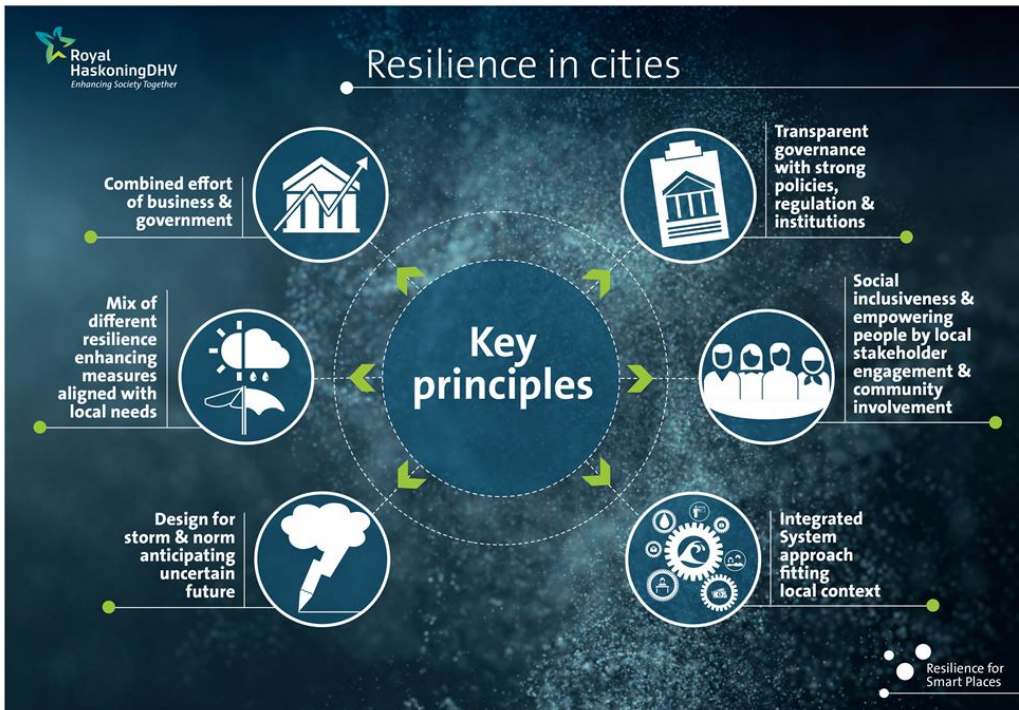 Royal
HaskoningDHV
Enhancing Society Together
Resilience in cities
Combined effort
of business &
government
Transparent
governance
with strong
policies,
regulation &
institutions
Mix of
different
resilience
enhancing
measures
aligned with
local needs
Key
principles
Social
inclusiveness &
empowering
people by local
stakeholder
engagement &
community
involvement
Design for
storm & norm
anticipating
uncertain
future
Integrated
System
approach
fitting
local context
Resilience for
Smart Places